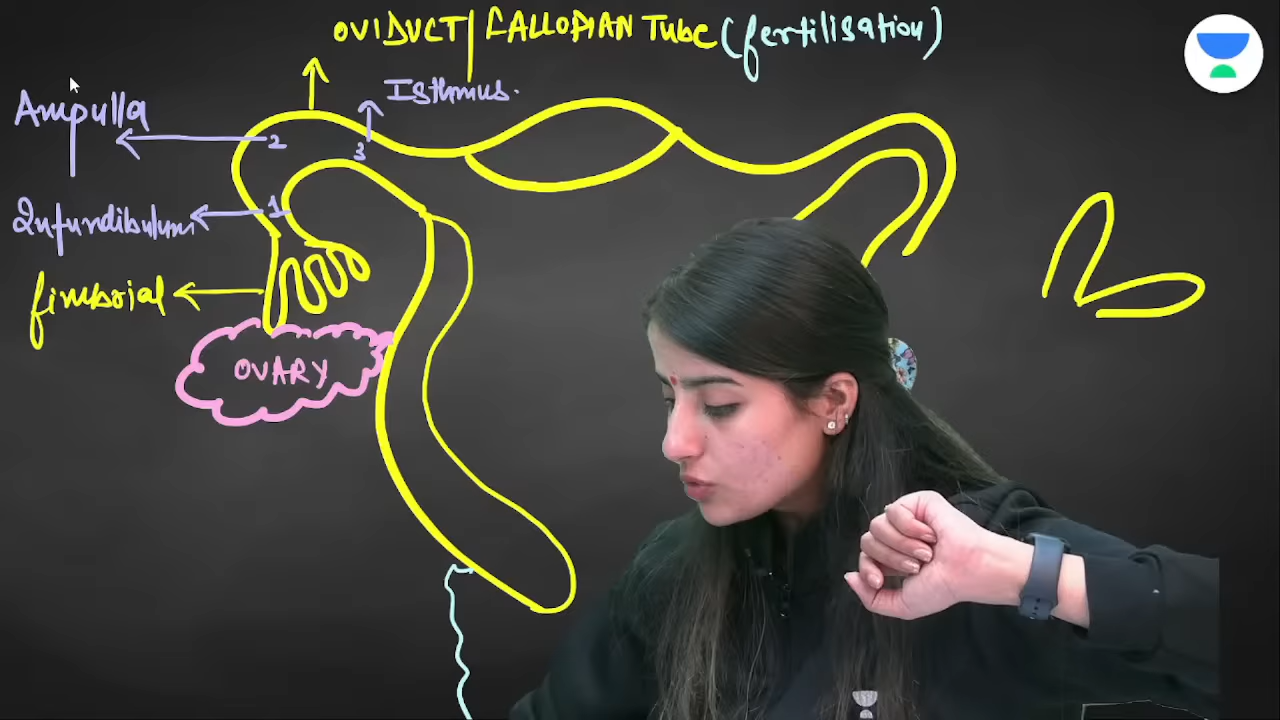 OVIDUCT/ FALLOPIAN Tube (fertilisation)
Isthmus.
Ampulla
2
3
1
Infundibulum
fimbrial
OVARY